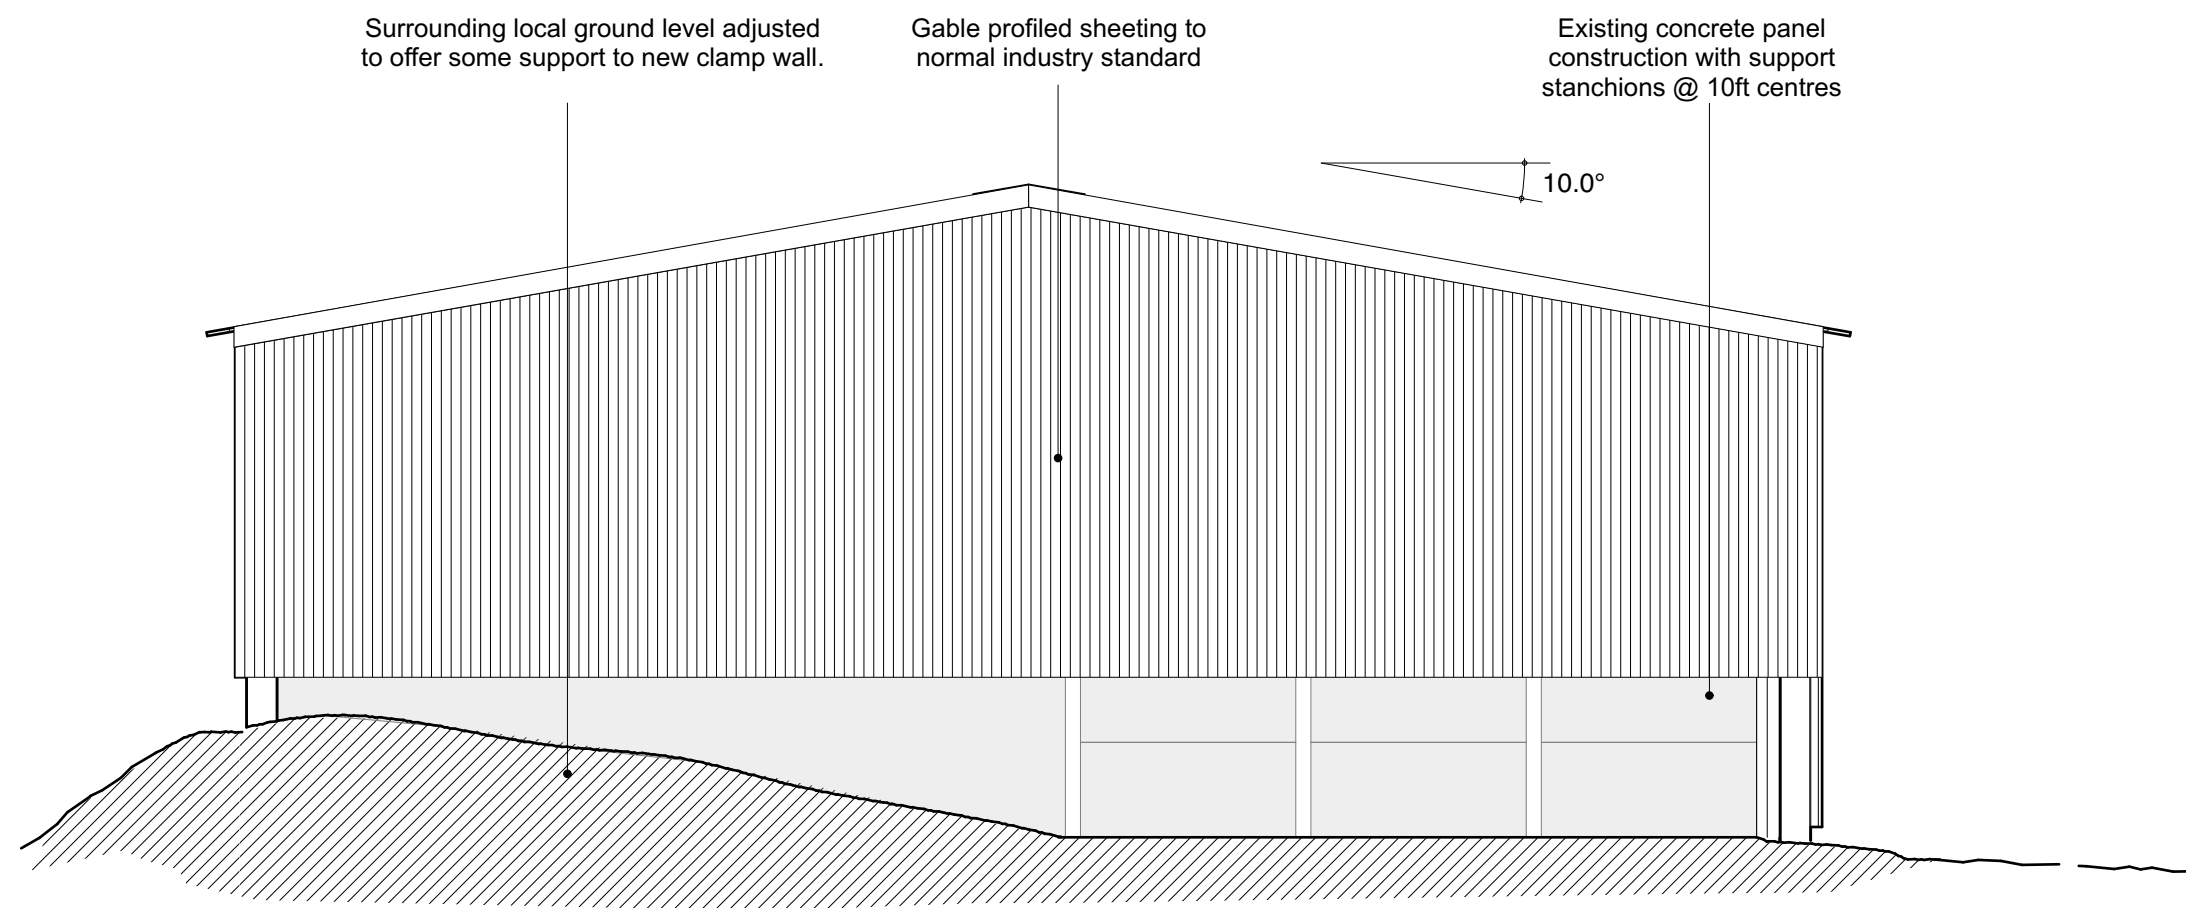 Surrounding local ground level adjusted
to offer some support to new clamp wall.
Gable profiled sheeting to
normal industry standard
Existing concrete panel
construction with support
stanchions @ 10ft centres
10.0°